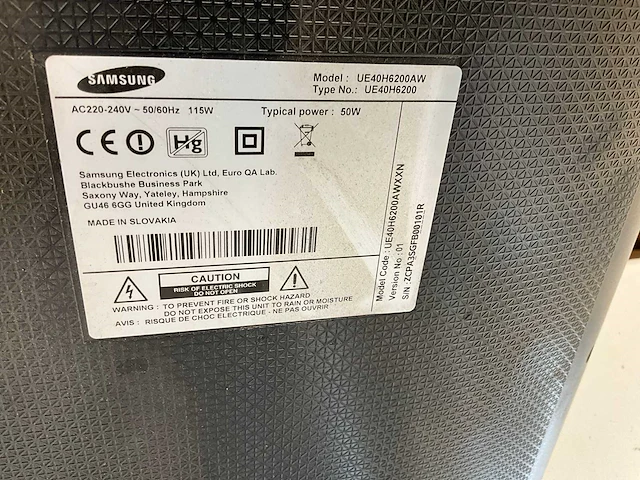 SAMSUNG
Model : UE40H6200AW
Type No.: UE40H6200
AC220-240V ~ 50/60Hz 115W
Typical power : 50W
CE
Hg
Samsung Electronics (UK) Ltd, Euro QA Lab.
Blackbushe Business Park
Saxony Way, Yateley, Hampshire
GU46 6GG United Kingdom
MADE IN SLOVAKIA
CAUTION
RISK OF ELECTRIC SHOCK
DO NOT OPEN
WARNING : TO PREVENT FIRE OR SHOCK HAZARD
DO NOT EXPOSE THIS UNIT TO RAIN OR MOISTURE
AVIS : RISQUE DE CHOC ELECTRIQUE - NE PAS OUVRIR
Model Code : UE40H6200AWXXN
Version No : 01
S/N : ZCPA3SGFB00101R